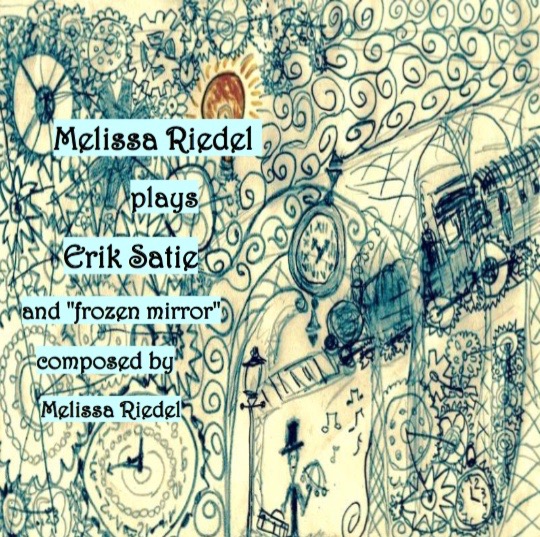 Melissa Riedel
plays
Erik Satie
and "frozen mirror"
composed by
Melissa Riedel